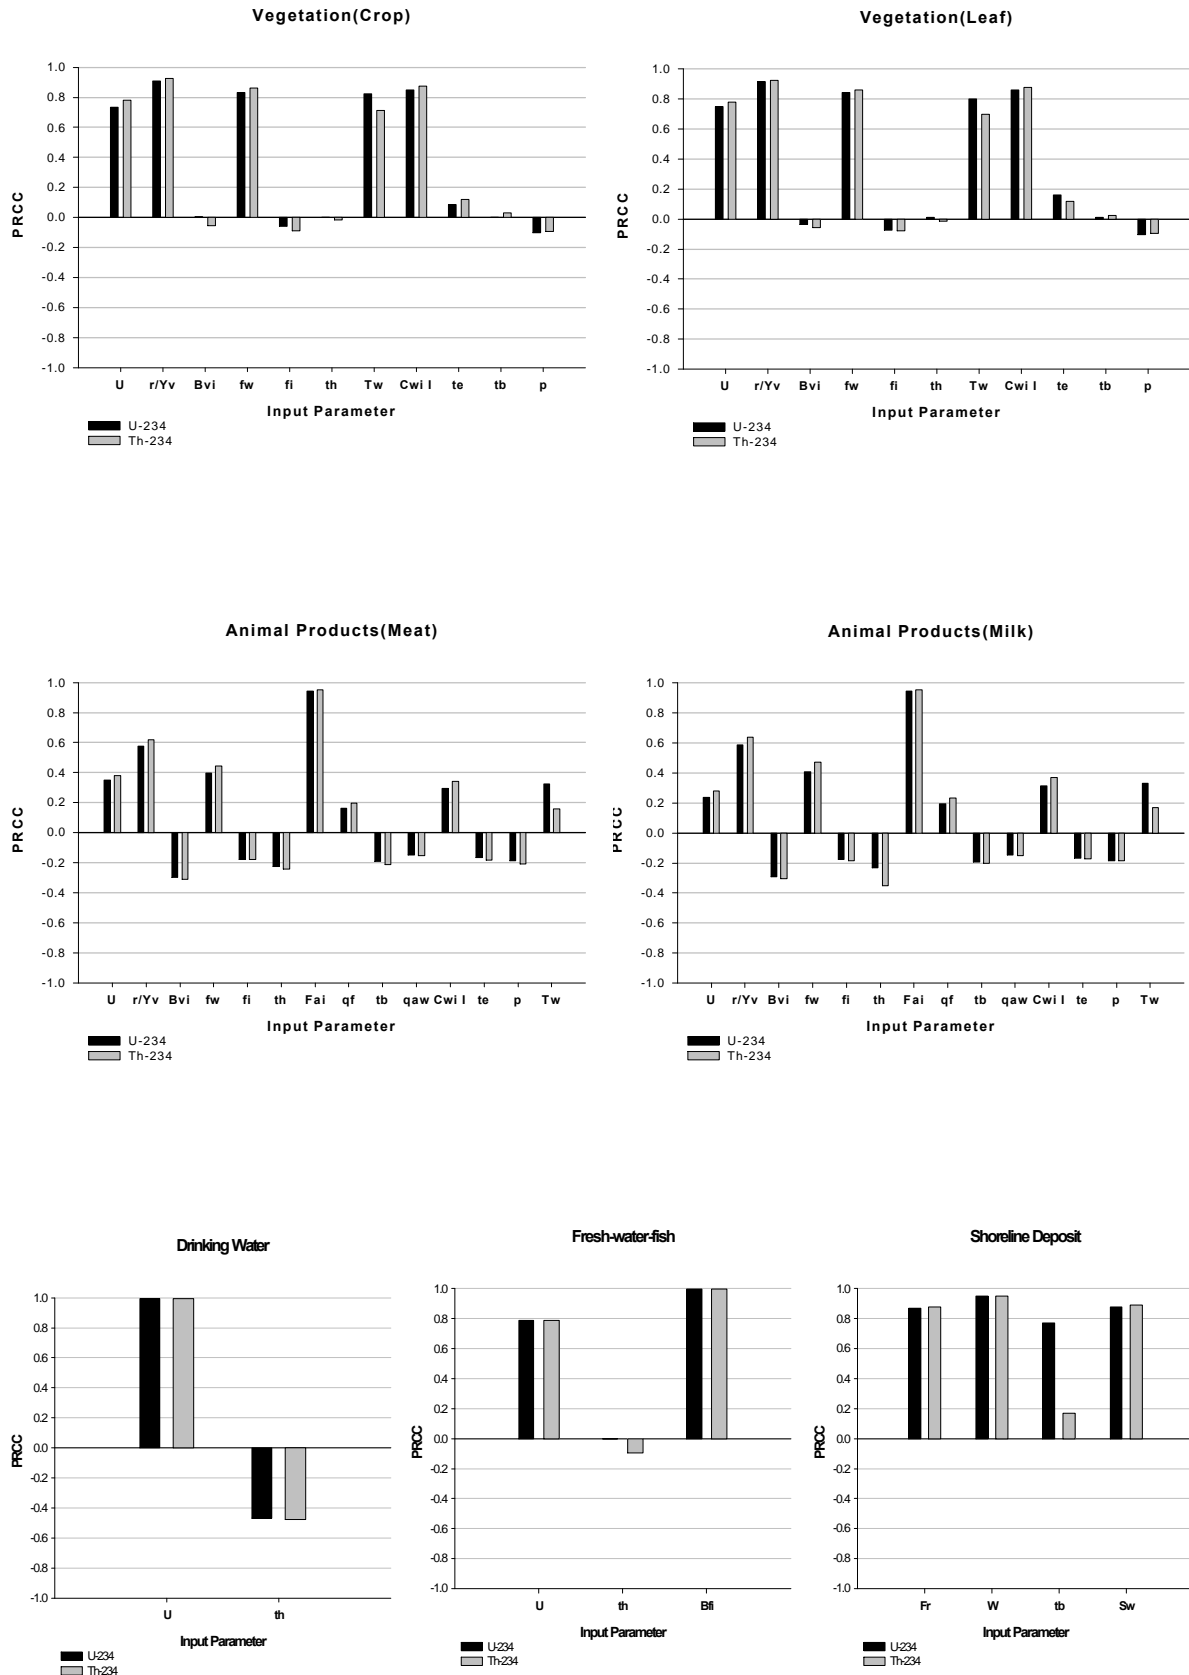 Vegetation(Crop)
1.0
0.8
0.6
0.4
0.2
0.0
-0.2
-0.4
-0.6
-0.8
-1.0
PRCC
U r/Yv Bvi fw fi th Tw Cwi I te tb p
Input Parameter
U-234
Th-234
Vegetation(Leaf)
1.0
0.8
0.6
0.4
0.2
0.0
-0.2
-0.4
-0.6
-0.8
-1.0
PRCC
U r/Yv Bvi fw fi th Tw Cwi I te tb p
Input Parameter
U-234
Th-234
Animal Products(Meat)
1.0
0.8
0.6
0.4
0.2
0.0
-0.2
-0.4
-0.6
-0.8
-1.0
PRCC
U r/Yv Bvi fw fi th Fai qf tb qaw Cwi I te p Tw
Input Parameter
U-234
Th-234
Animal Products(Milk)
1.0
0.8
0.6
0.4
0.2
0.0
-0.2
-0.4
-0.6
-0.8
-1.0
PRCC
U r/Yv Bvi fw fi th Fai qf tb qaw Cwi I te p Tw
Input Parameter
U-234
Th-234
Drinking Water
1.0
0.8
0.6
0.4
0.2
0.0
-0.2
-0.4
-0.6
-0.8
-1.0
PRCC
U th
Input Parameter
U-234
Th-234
Fresh-water-fish
1.0
0.8
0.6
0.4
0.2
0.0
-0.2
-0.4
-0.6
-0.8
-1.0
PRCC
U th Bfi
Input Parameter
U-234
Th-234
Shoreline Deposit
1.0
0.8
0.6
0.4
0.2
0.0
-0.2
-0.4
-0.6
-0.8
-1.0
PRCC
Fr W tb Sw
Input Parameter
U-234
Th-234